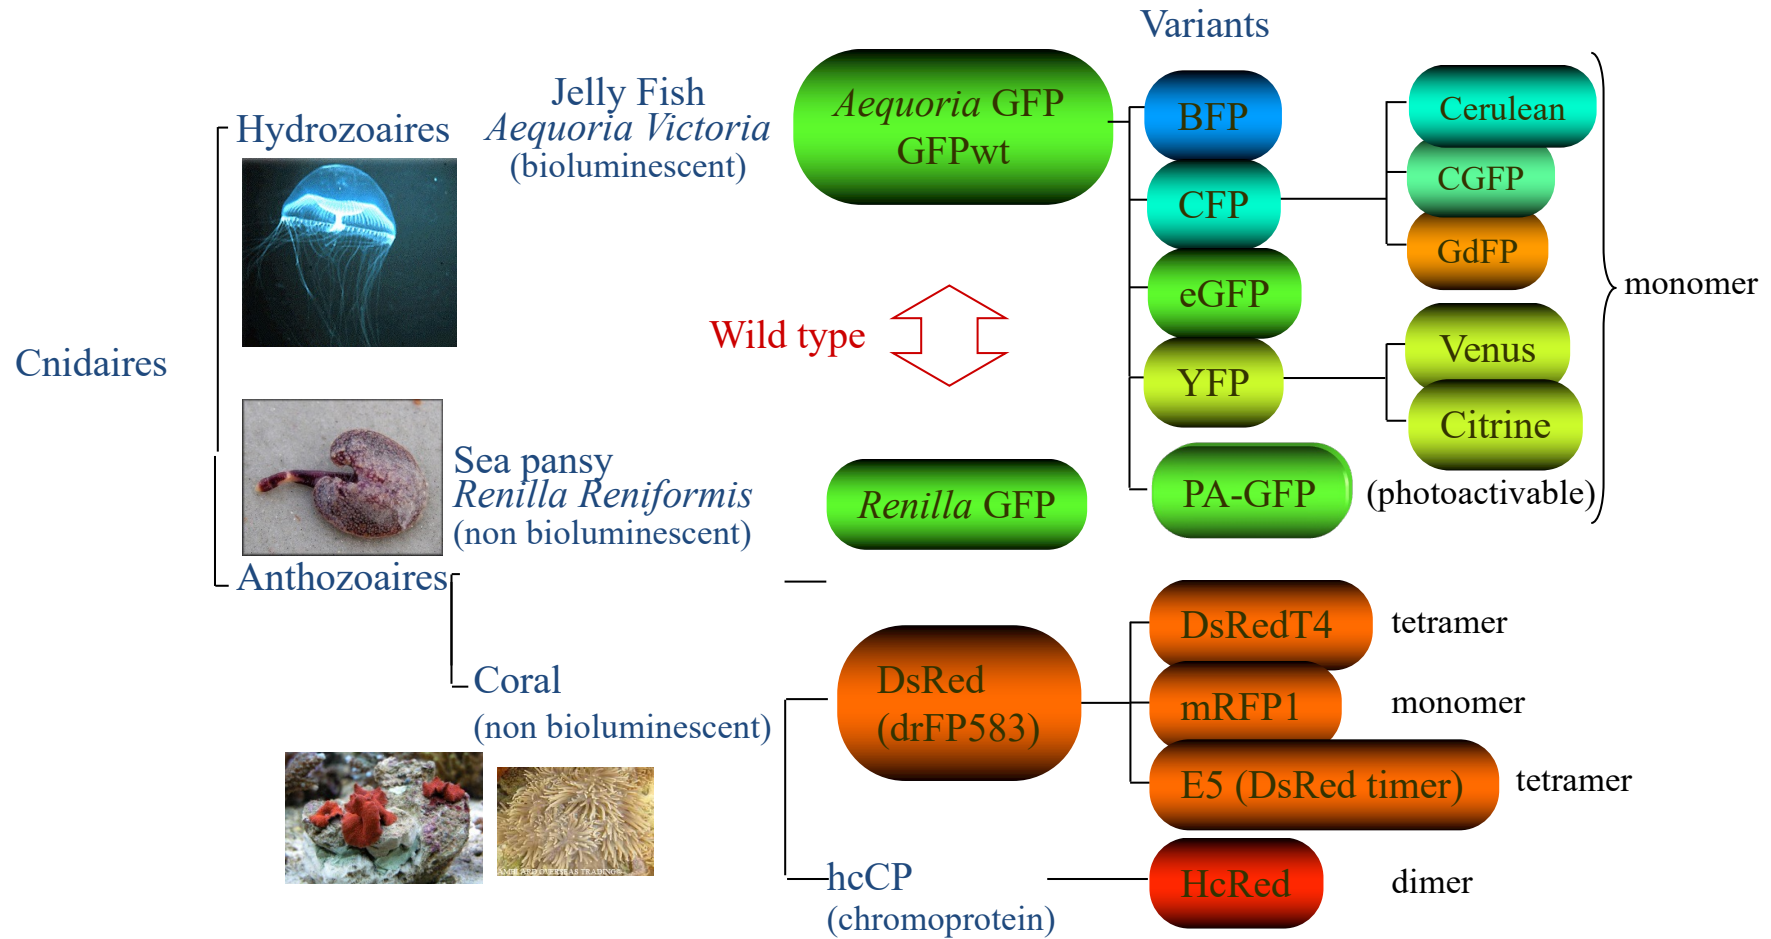 Variants
Jelly Fish
Aequoria Victoria
(bioluminescent)
Hydrozoaires
Aequoria GFP
GFPwt
BFP
CFP
eGFP
YFP
PA-GFP
(photoactivable)
Cerulean
CGFP
GdFP
Venus
Citrine
monomer
Wild type
Cnidaires
Sea pansy
Renilla Reniformis
(non bioluminescent)
Renilla GFP
Anthozoaires
Coral
(non bioluminescent)
DsRed
(drFP583)
DsRedT4
tetramer
mRFP1
monomer
E5 (DsRed timer)
tetramer
hcCP
(chromoprotein)
HcRed
dimer